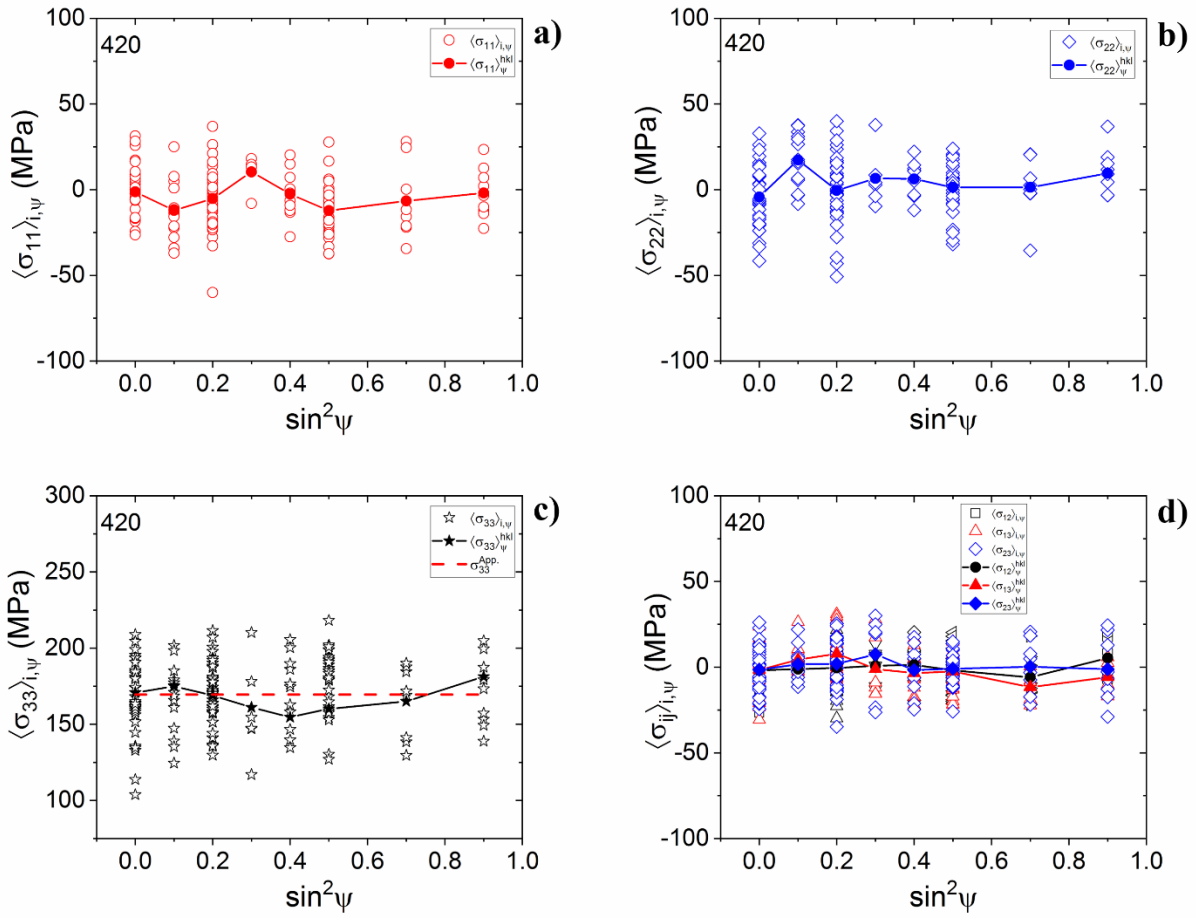 420
a)
⟨σ11⟩i,ψ
⟨σ11⟩ψhkl
100
50
0
-50
-100
⟨σ11⟩i,ψ (MPa)
0.0 0.2 0.4 0.6 0.8 1.0
sin2ψ
420
b)
⟨σ22⟩i,ψ
⟨σ22⟩ψhkl
100
50
0
-50
-100
⟨σ22⟩i,ψ (MPa)
0.0 0.2 0.4 0.6 0.8 1.0
sin2ψ
420
c)
⟨σ33⟩i,ψ
⟨σ33⟩ψhkl
σ33App.
300
250
200
150
100
⟨σ33⟩i,ψ (MPa)
0.0 0.2 0.4 0.6 0.8 1.0
sin2ψ
420
d)
⟨σ12⟩i,ψ
⟨σ13⟩i,ψ
⟨σ23⟩i,ψ
⟨σ12⟩ψhkl
⟨σ13⟩ψhkl
⟨σ23⟩ψhkl
100
50
0
-50
-100
⟨σij⟩i,ψ (MPa)
0.0 0.2 0.4 0.6 0.8 1.0
sin2ψ